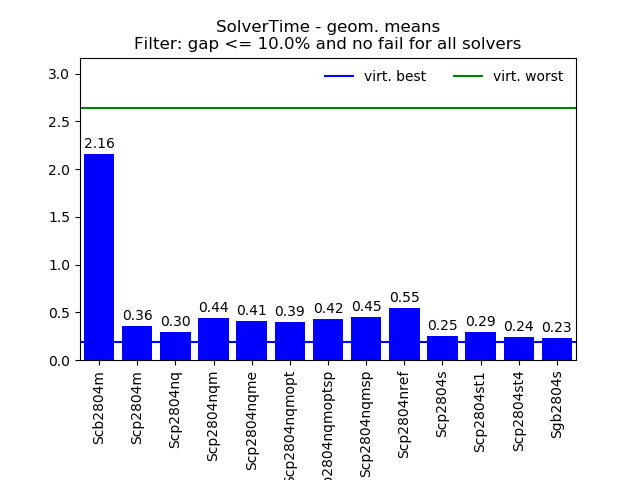 SolverTime - geom. means
Filter: gap <= 10.0% and no fail for all solvers
virt. best virt. worst
3.0
2.5
2.0
1.5
1.0
0.5
0.0
2.16 0.36 0.30 0.44 0.41 0.39 0.42 0.45 0.55 0.25 0.29 0.24 0.23
Scb2804m
Scp2804m
Scp2804nq
Scp2804nqm
Scp2804nqme
Scp2804nqmopt
p2804nqmoptsp
Scp2804nqmsp
Scp2804nref
Scp2804s
Scp2804st1
Scp2804st4
Sgb2804s